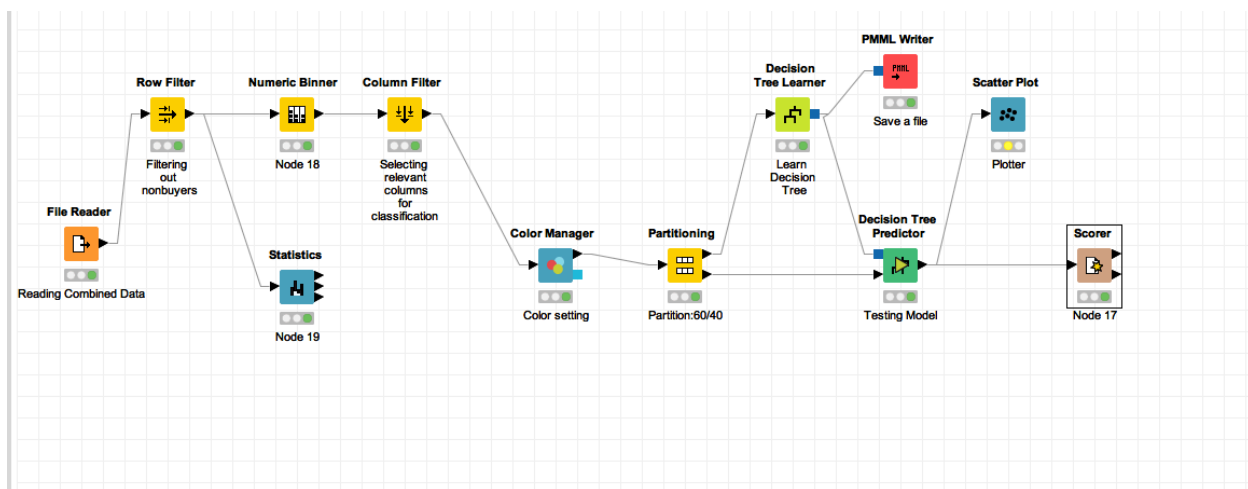 File Reader
Reading Combined Data
Row Filter
Filtering
out
nonbuyers
Numeric Binner
Node 18
Column Filter
Selecting
relevant
columns
for
classification
Statistics
Node 19
Color Manager
Color setting
Partitioning
Partition:60/40
Decision
Tree Learner
Learn
Decision
Tree
PMML Writer
PMML
Save a file
Decision Tree
Predictor
Testing Model
Scatter Plot
Plotter
Scorer
Node 17